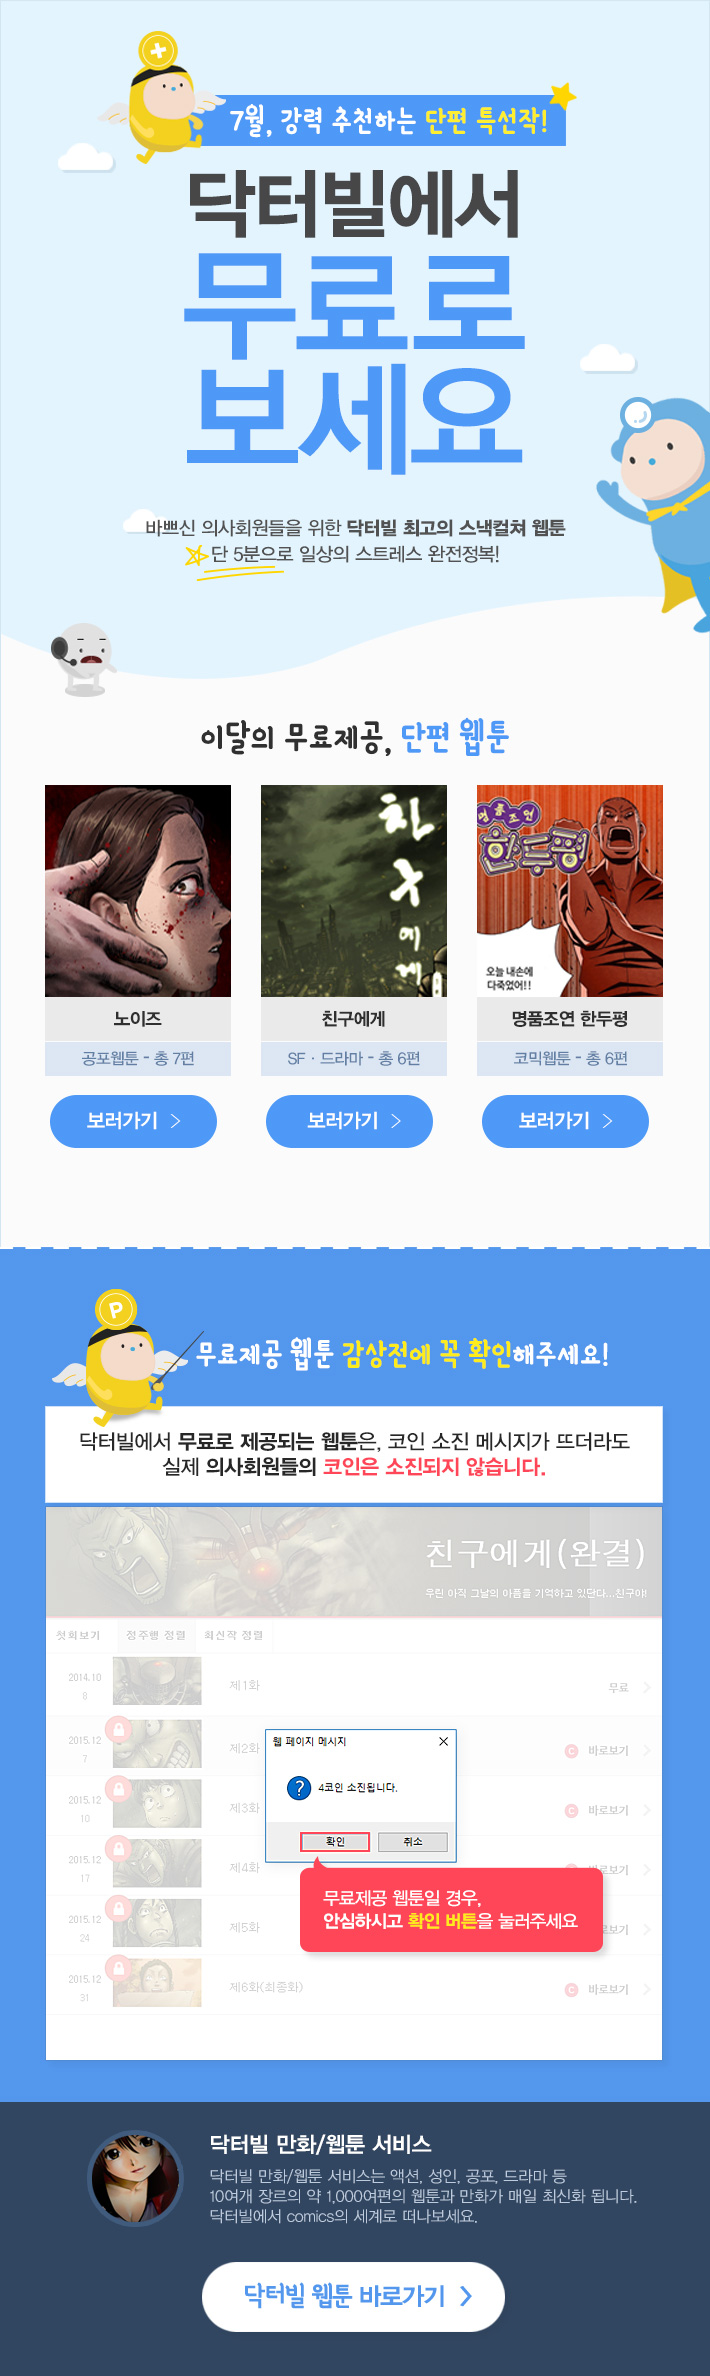 7월, 강력 추천하는 단편 특선작!
닥터빌에서
무료로
보세요
바쁘신 의사회원들을 위한 닥터빌 최고의 스낵컬쳐 웹툰
단 5분으로 일상의 스트레스 완전정복!
이달의 무료제공, 단편 웹툰
친구에게
명품조연
한두평
오늘 내손에
다죽었어!!
노이즈
친구에게
명품조연 한두평
공포웹툰 - 총 7편
SF · 드라마 - 총 6편
코믹웹툰 - 총 6편
보러가기 >
보러가기 >
보러가기 >
P
무료제공 웹툰 감상전에 꼭 확인해주세요!
닥터빌에서 무료로 제공되는 웹툰은, 코인 소진 메시지가 뜨더라도
실제 의사회원들의 코인은 소진되지 않습니다.
친구에게(완결)
우린 아직 그날의 아픔을 기억하고 있단다...친구야!
첫회보기 정주행 정렬 최신작 정렬
2014.10
8
제1화
무료 >
2015.12
7
제2화
C 바로보기 >
웹 페이지 메시지
4코인 소진됩니다.
확인 취소
2015.12
10
제3화
C 바로보기 >
2015.12
17
제4화
로보기 >
무료제공 웹툰일 경우,
안심하시고 확인 버튼을 눌러주세요
2015.12
24
제5화
로보기 >
2015.12
31
제6화(최종화)
C 바로보기 >
닥터빌 만화/웹툰 서비스
닥터빌 만화/웹툰 서비스는 액션, 성인, 공포, 드라마 등
10여개 장르의 약 1,000여편의 웹툰과 만화가 매일 최신화 됩니다.
닥터빌에서 comics의 세계로 떠나보세요.
닥터빌 웹툰 바로가기 >